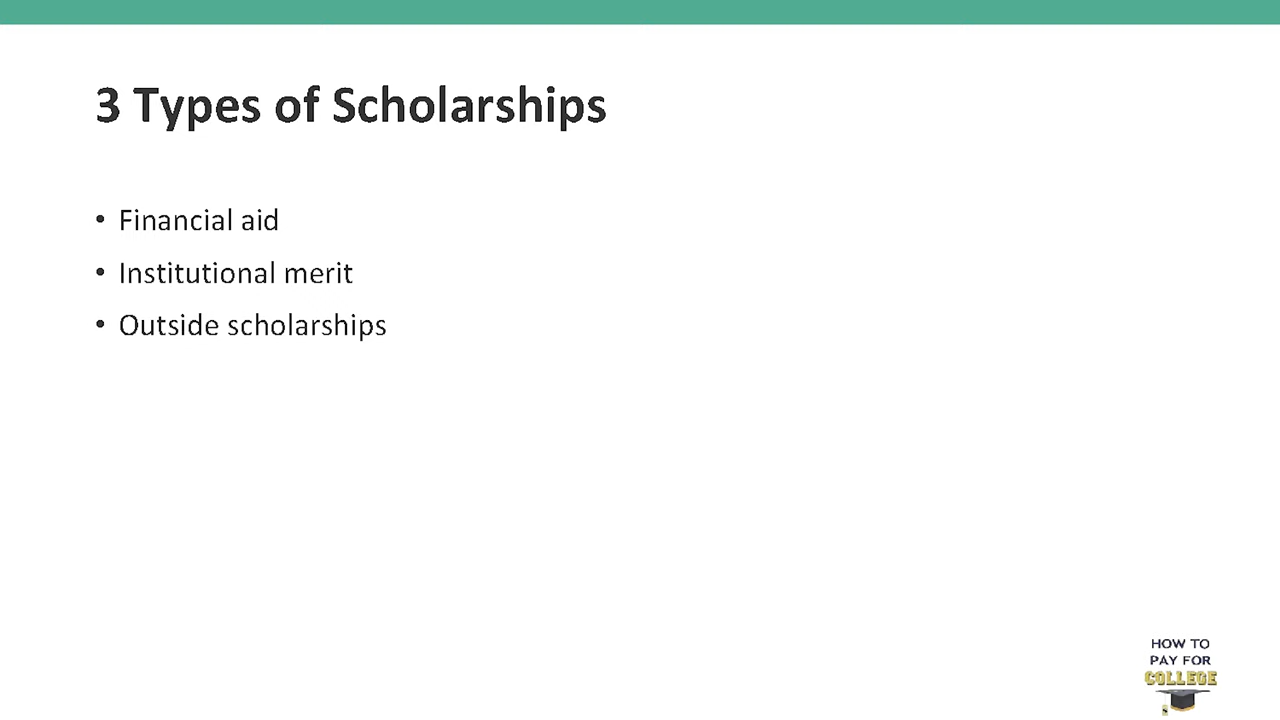 3 Types of Scholarships
• Financial aid
• Institutional merit
• Outside scholarships
HOW TO
PAY FOR
COLLEGE